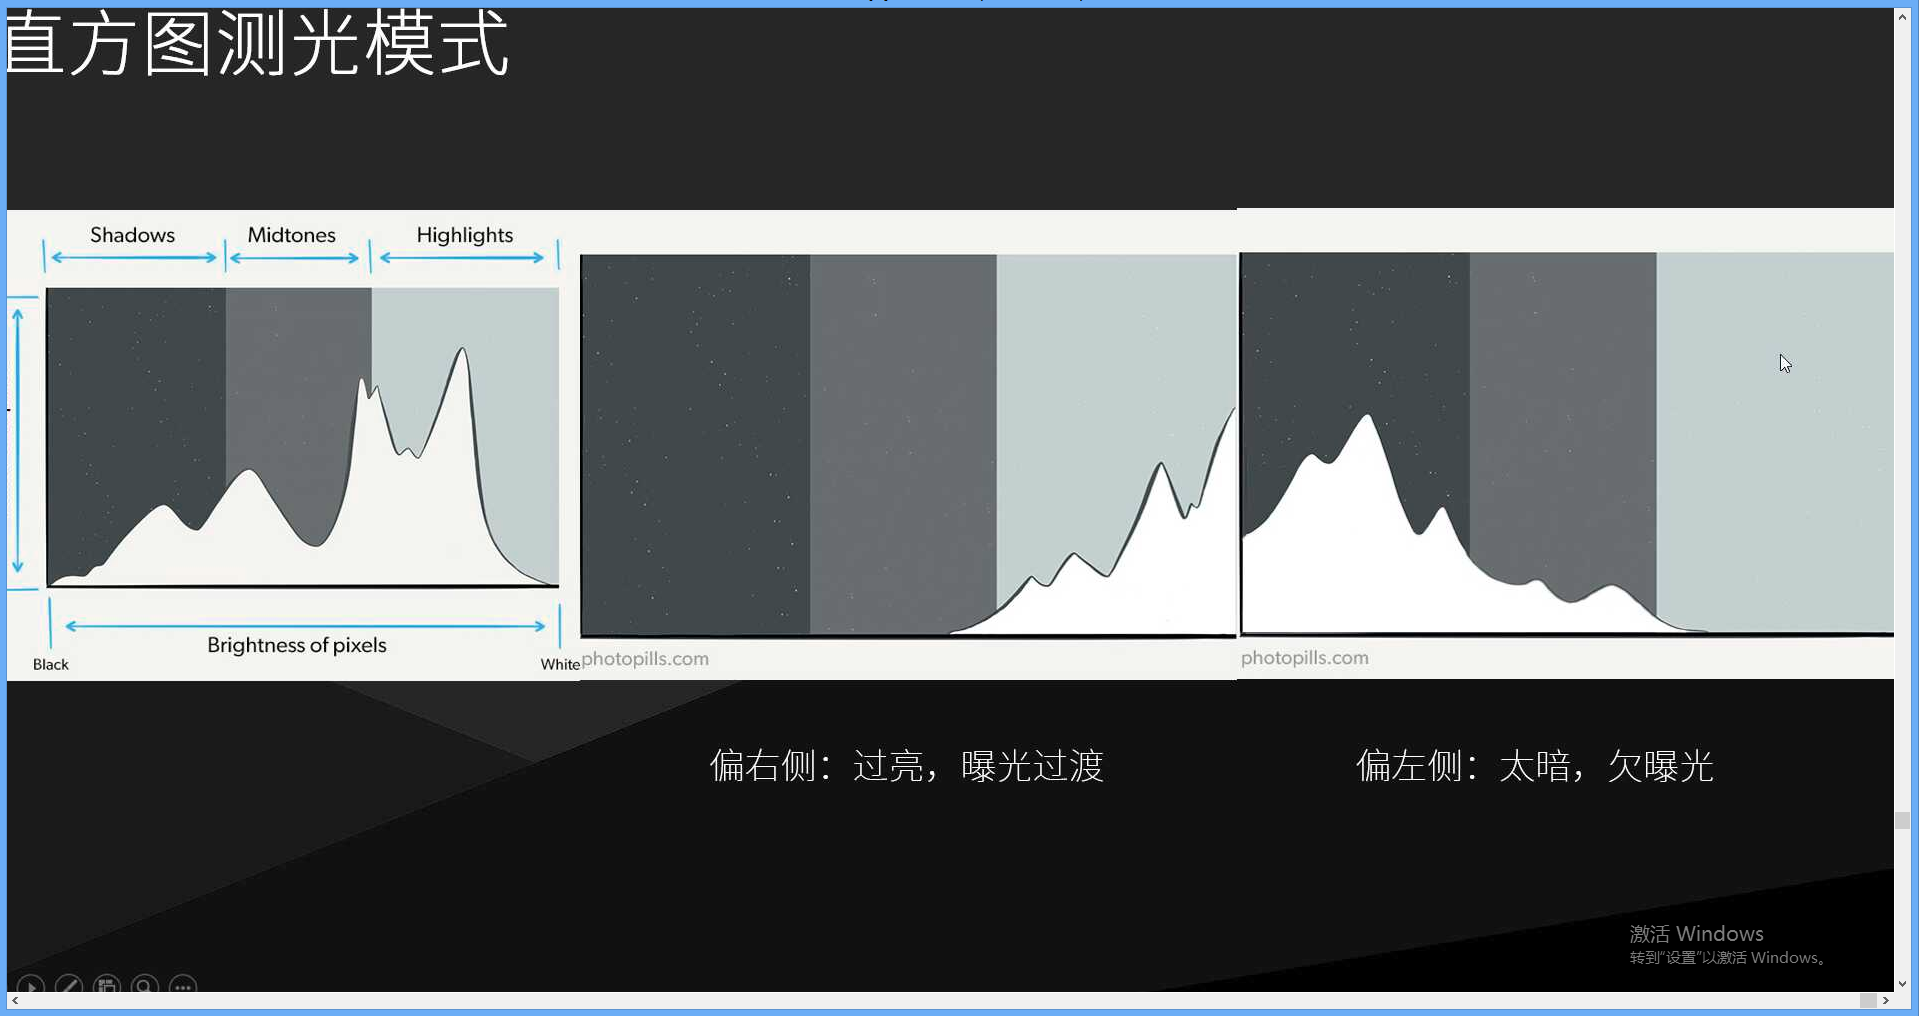 直方图测光模式
Shadows
Midtones
Highlights
Brightness of pixels
Black
White
photopills.com
photopills.com
偏右侧：过亮，曝光过渡
偏左侧：太暗，欠曝光
激活 Windows
转到“设置”以激活 Windows。